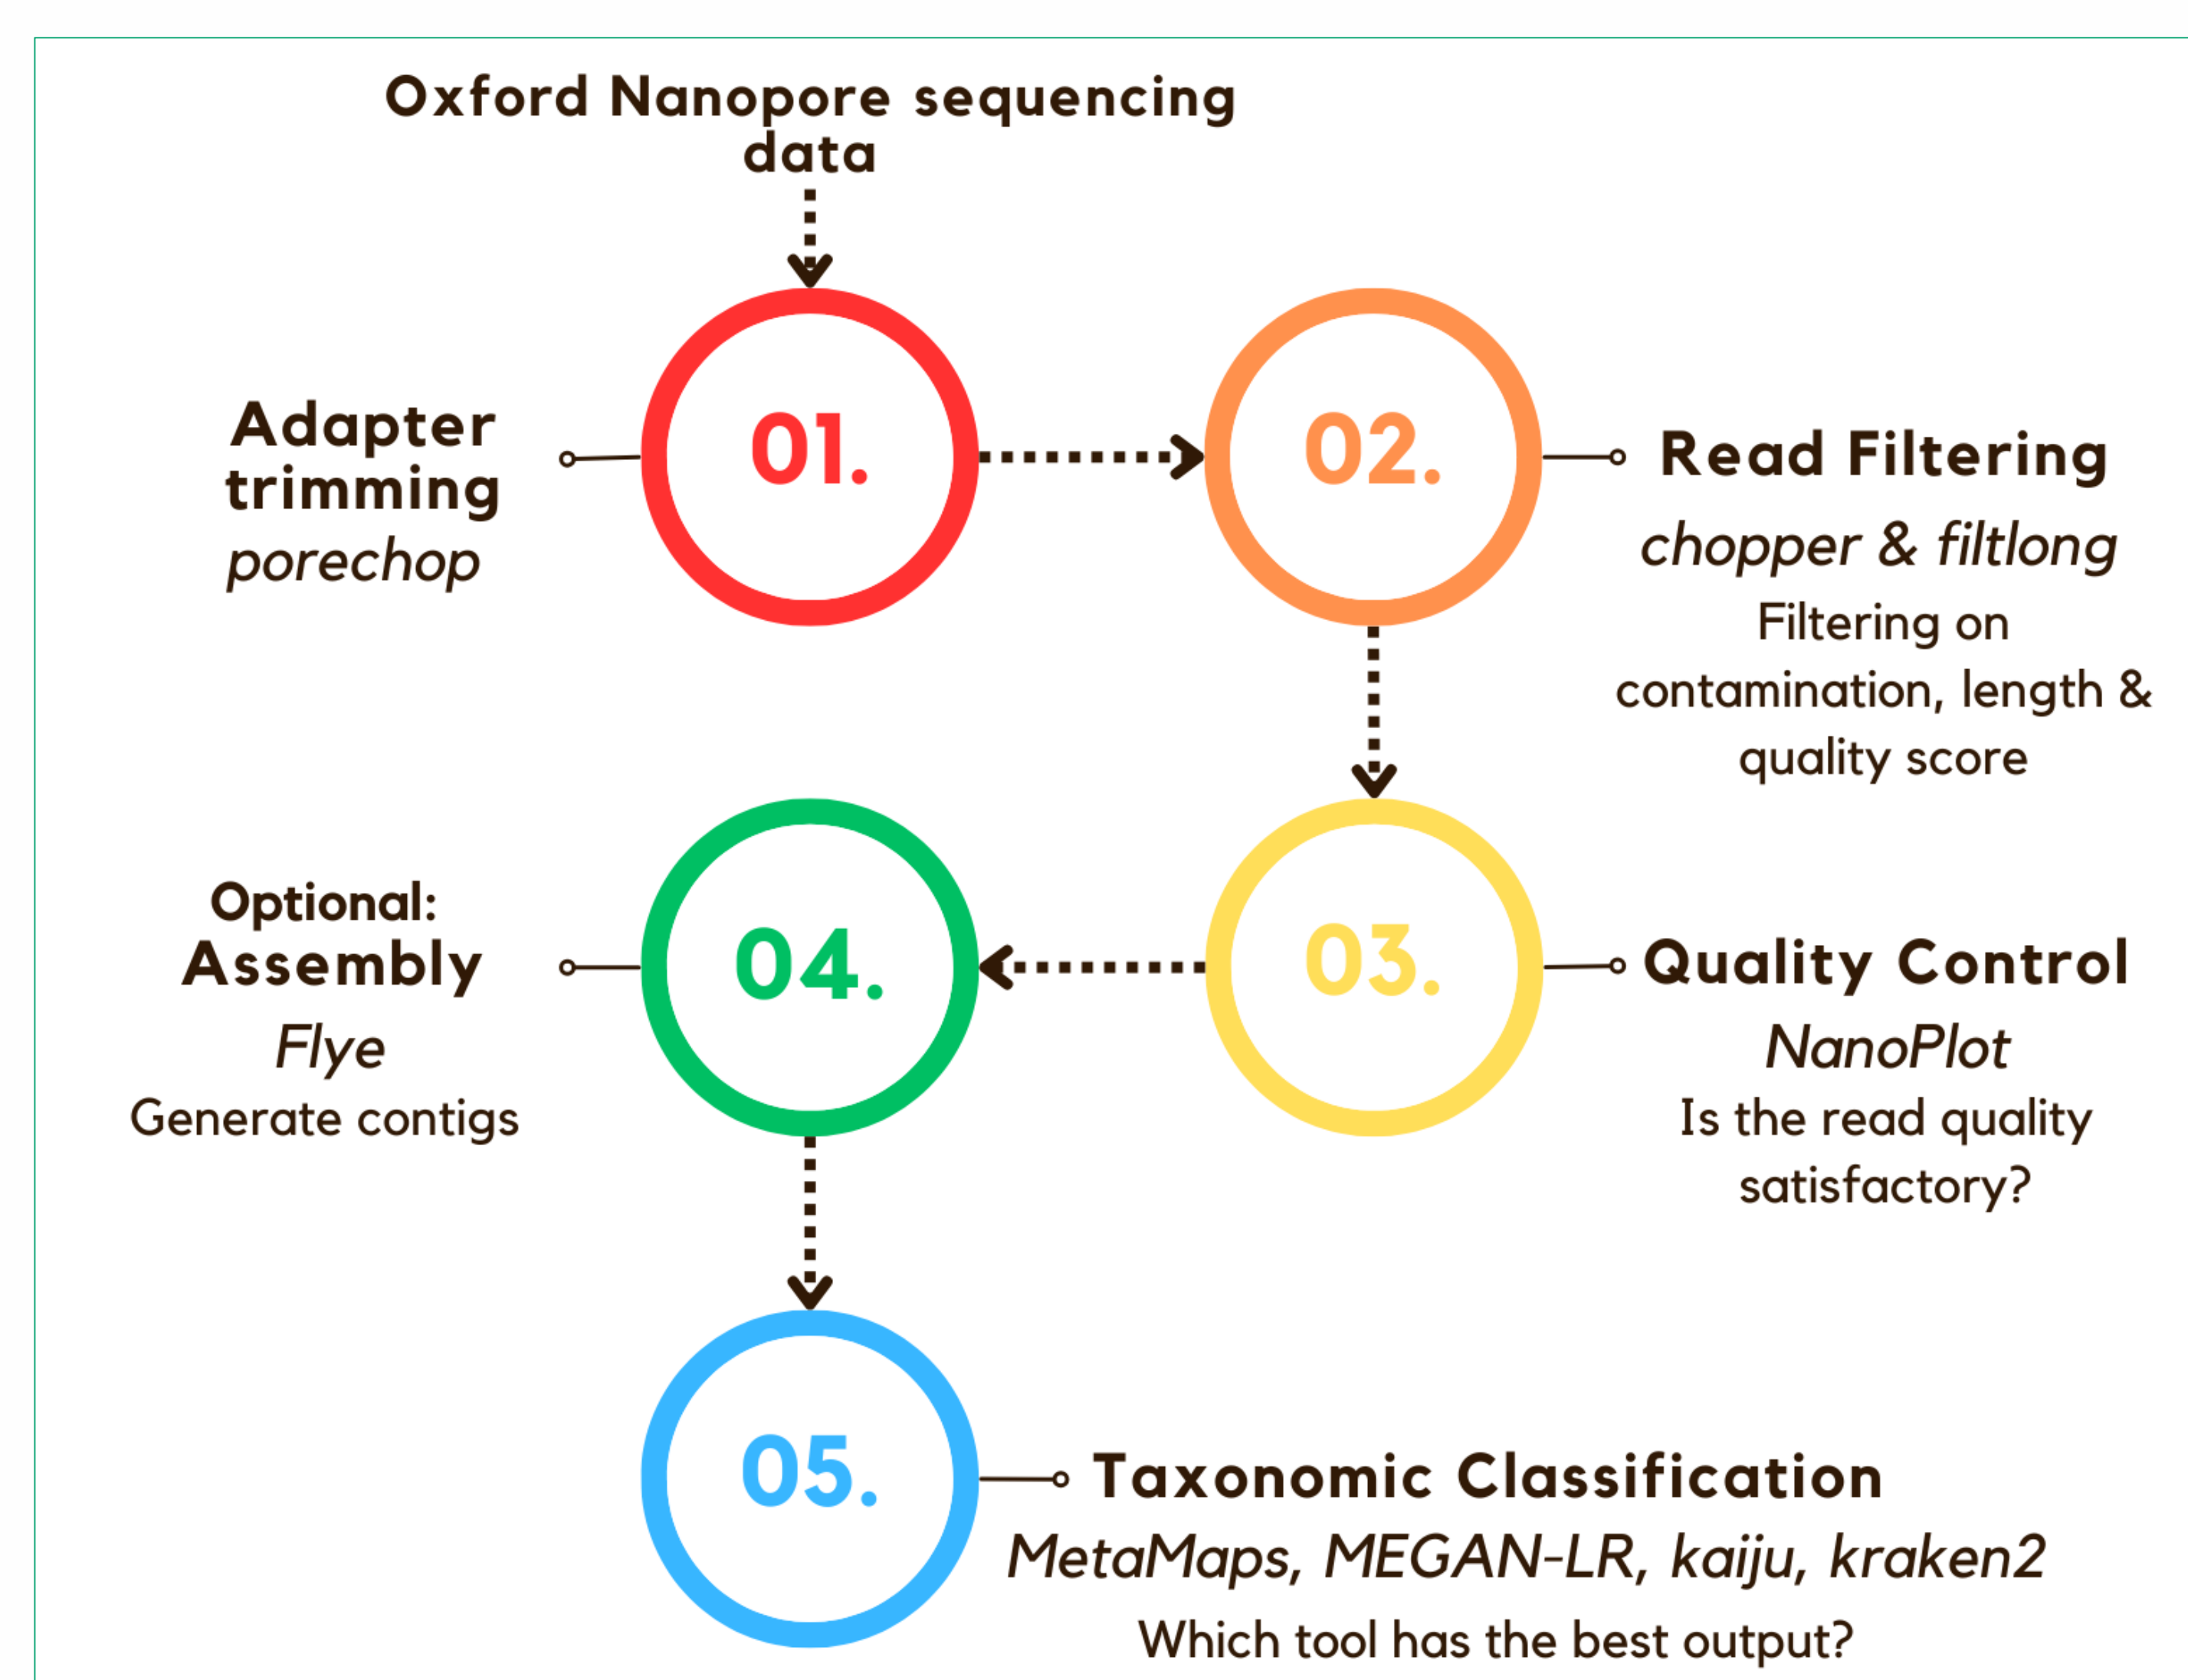 Oxford Nanopore sequencing
data
01.
Adapter
trimming
porechop
02.
Read Filtering
chopper & filtlong
Filtering on
contamination, length &
quality score
03.
Quality Control
NanoPlot
Is the read quality
satisfactory?
04.
Optional:
Assembly
Flye
Generate contigs
05.
Taxonomic Classification
MetaMaps, MEGAN-LR, kaiju, kraken2
Which tool has the best output?